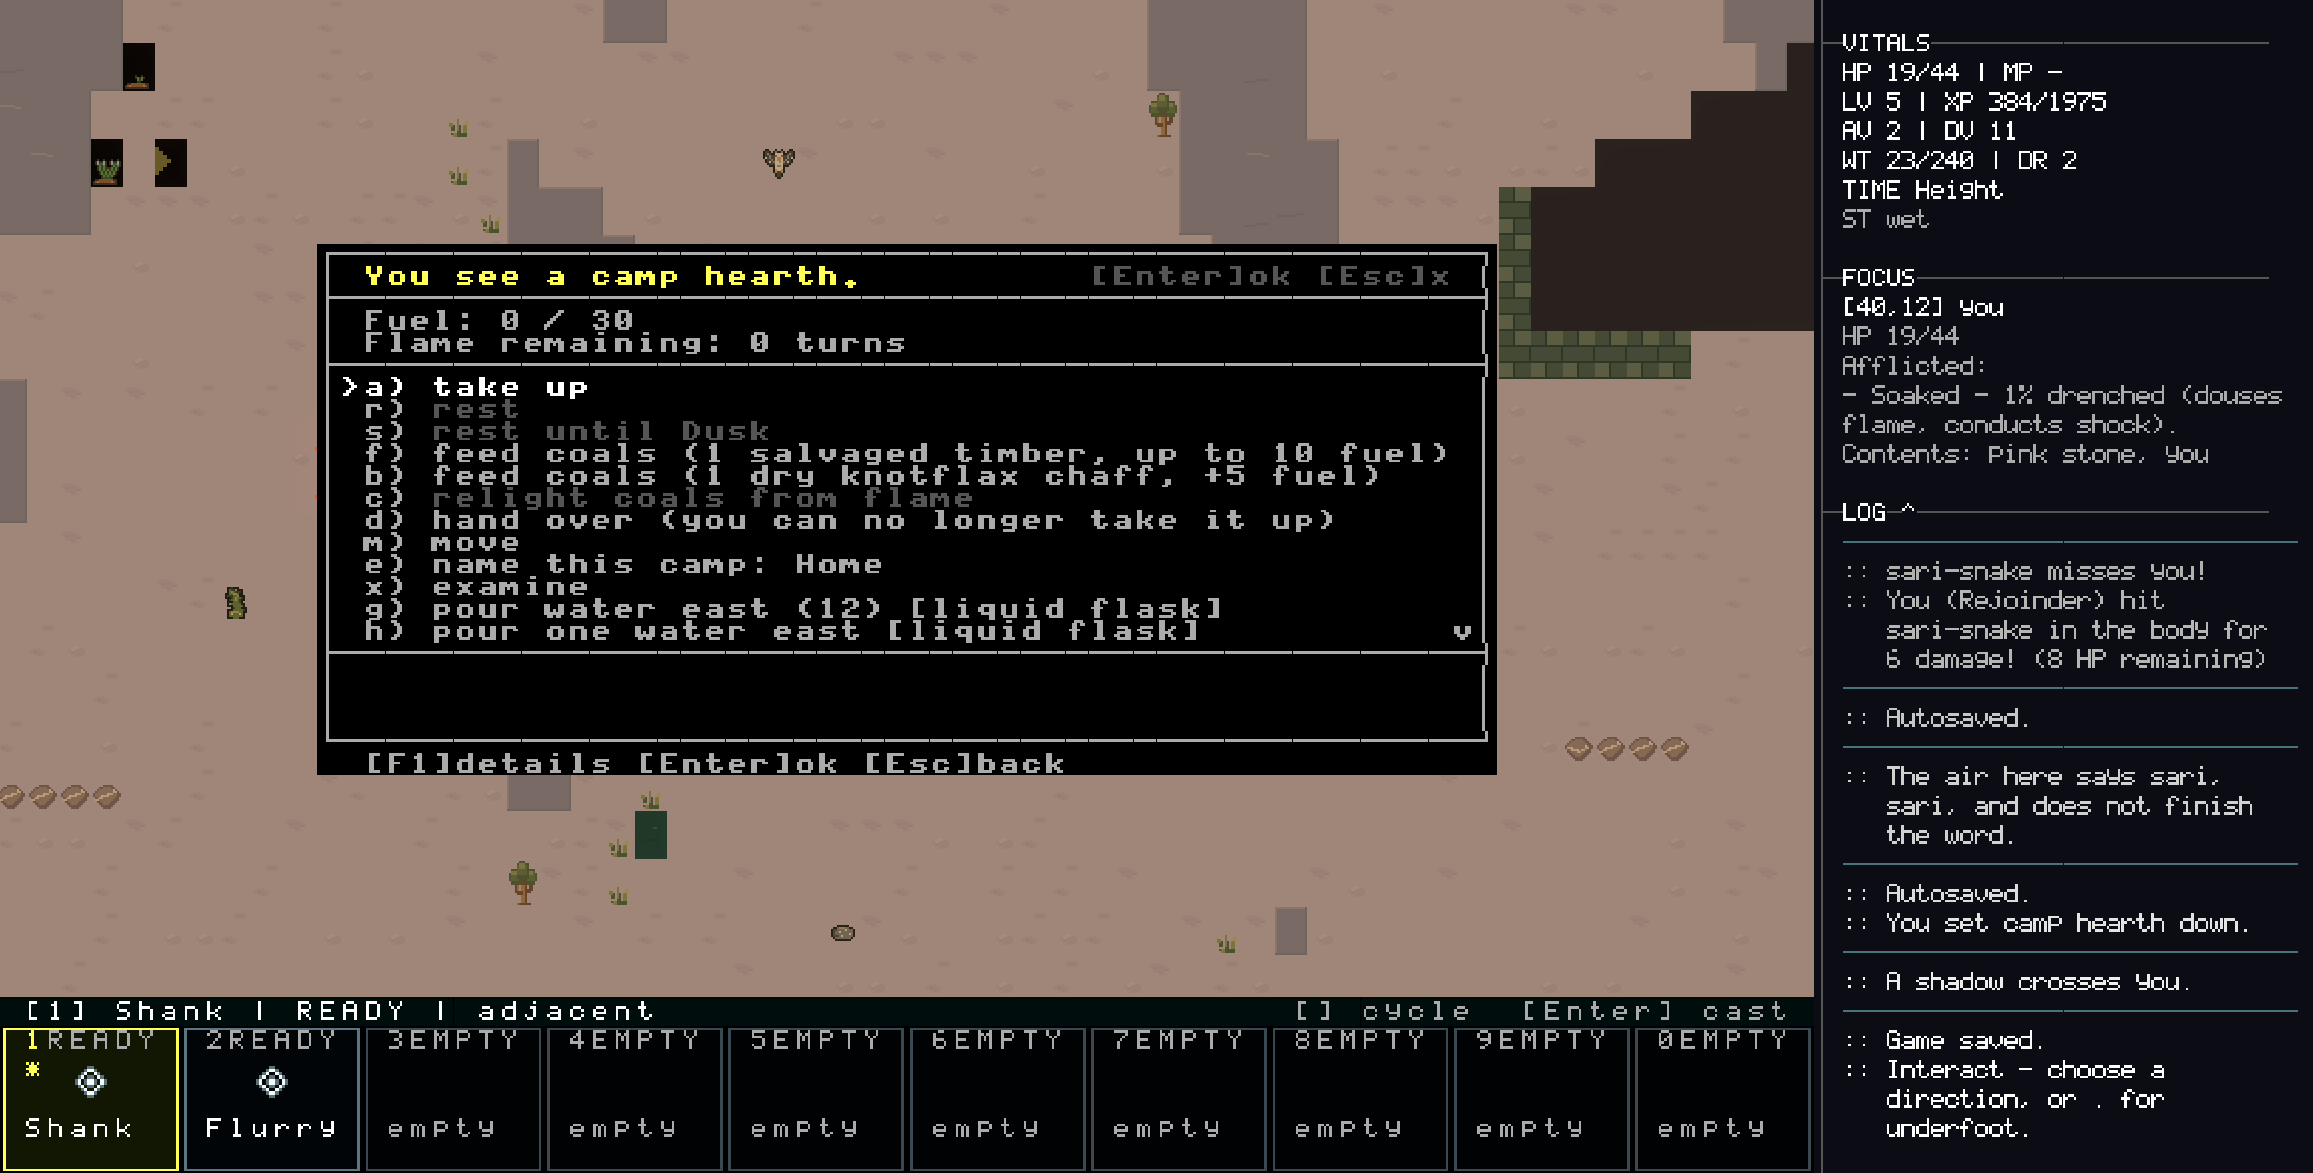 You see a camp hearth. [Enter]ok [Esc]x
Fuel: 0 / 30
Flame remaining: 0 turns
>a) take up
r) rest
s) rest until Dusk
f) feed coals (1 salvaged timber, up to 10 fuel)
b) feed coals (1 dry knotflax chaff, +5 fuel)
c) relight coals from flame
d) hand over (you can no longer take it up)
m) move
e) name this camp: Home
x) examine
g) pour water east (12) [liquid flask]
h) pour one water east [liquid flask] v
[F1]details [Enter]ok [Esc]back
[1] Shank | READY | adjacent [] cycle [Enter] cast
1READY 2READY 3EMPTY 4EMPTY 5EMPTY 6EMPTY 7EMPTY 8EMPTY 9EMPTY 0EMPTY
*
Shank Flurry empty empty empty empty empty empty empty empty
VITALS
HP 19/44 | MP -
LV 5 | XP 384/1975
AV 2 | DV 11
WT 23/240 | DR 2
TIME Height
ST wet
FOCUS
[40,12] You
HP 19/44
Afflicted:
- Soaked - 1% drenched (douses
flame, conducts shock).
Contents: Pink stone, You
LOG ^
:: sari-snake misses you!
:: You (Rejoinder) hit
sari-snake in the body for
6 damage! (8 HP remaining)
:: Autosaved.
:: The air here says sari,
sari, and does not finish
the word.
:: Autosaved.
:: You set camp hearth down.
:: A shadow crosses you.
:: Game saved.
:: Interact - choose a
direction, or . for
underfoot.